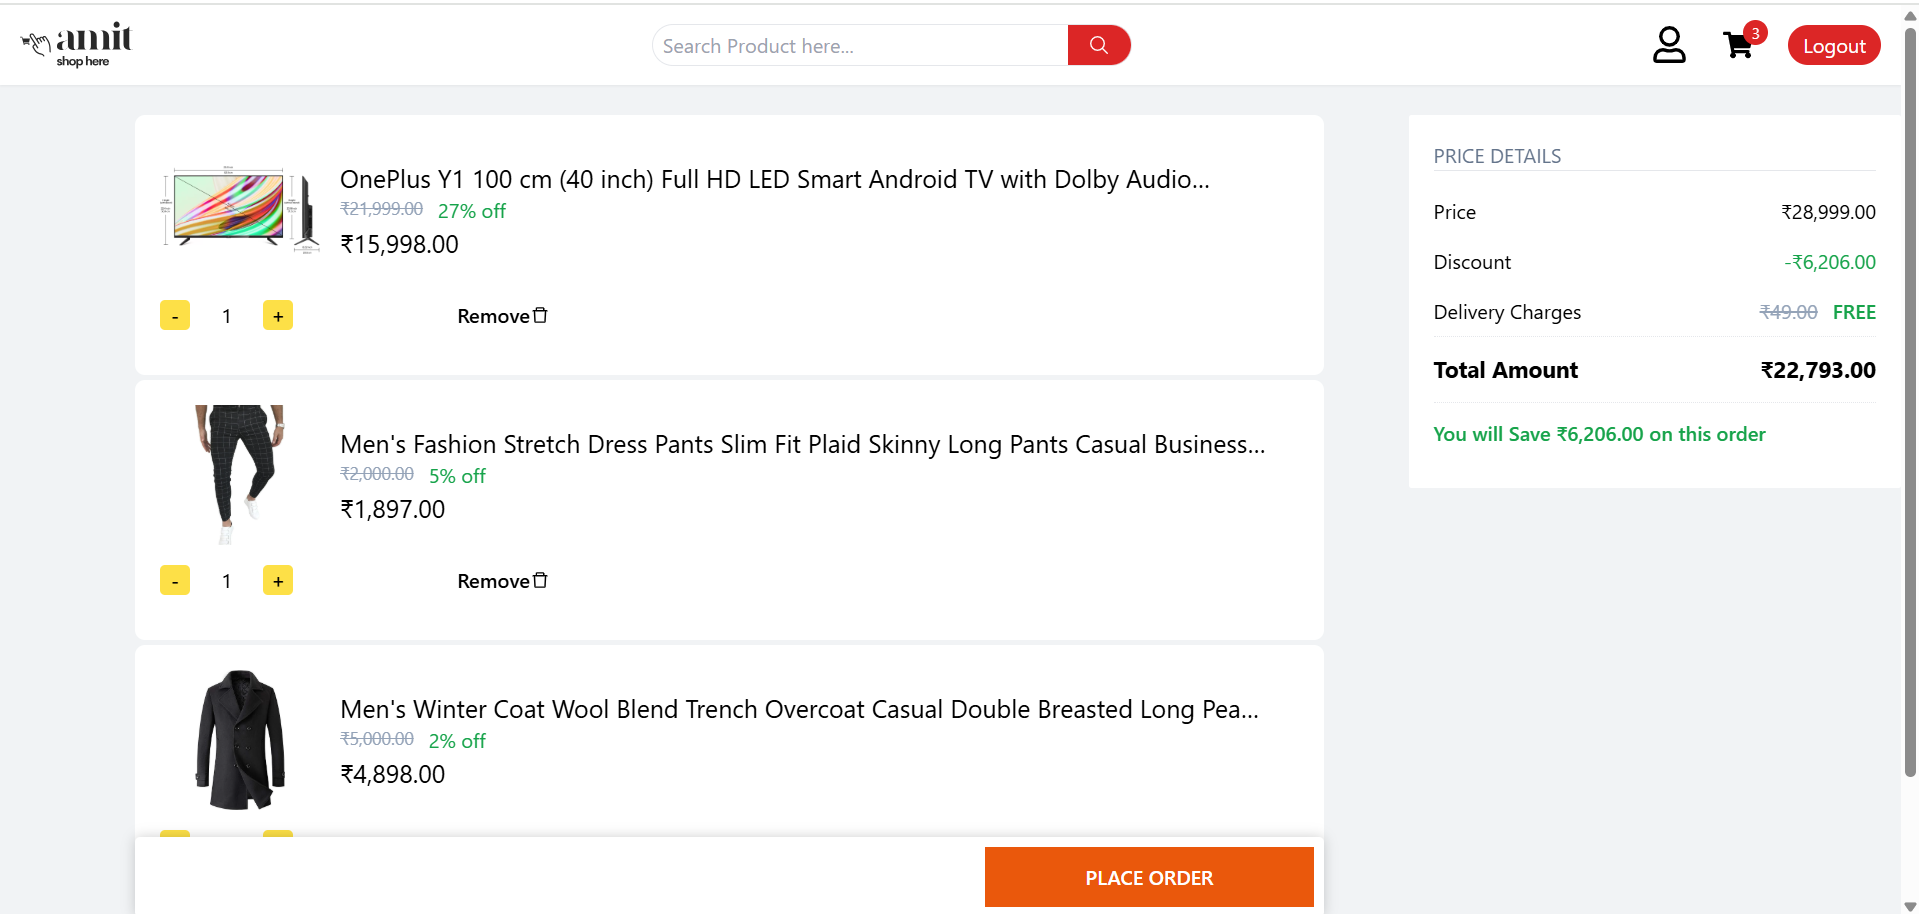 amit
shop here
Search Product here...
3
Logout
OnePlus Y1 100 cm (40 inch) Full HD LED Smart Android TV with Dolby Audio...
₹21,999.00 27% off
₹15,998.00
- 1 + Remove
Men's Fashion Stretch Dress Pants Slim Fit Plaid Skinny Long Pants Casual Business...
₹2,000.00 5% off
₹1,897.00
- 1 + Remove
Men's Winter Coat Wool Blend Trench Overcoat Casual Double Breasted Long Pea...
₹5,000.00 2% off
₹4,898.00
PLACE ORDER
PRICE DETAILS
Price ₹28,999.00
Discount -₹6,206.00
Delivery Charges ₹49.00 FREE
Total Amount ₹22,793.00
You will Save ₹6,206.00 on this order